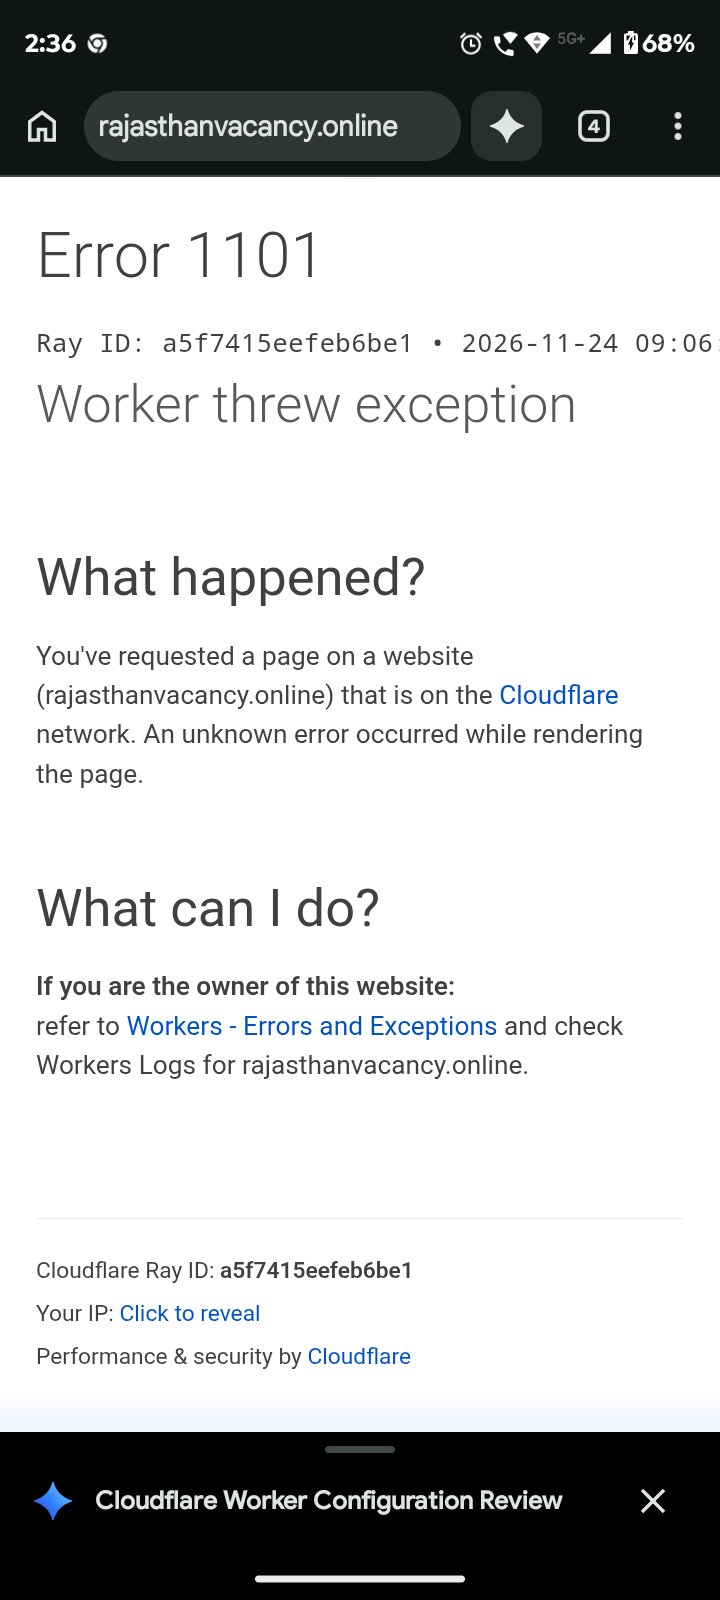 2:36 5G+ 68%
rajasthanvacancy.online 4
Error 1101
Ray ID: a5f7415eefeb6be1 • 2026-11-24 09:06:
Worker threw exception
What happened?
You've requested a page on a website
(rajasthanvacancy.online) that is on the Cloudflare
network. An unknown error occurred while rendering
the page.
What can I do?
If you are the owner of this website:
refer to Workers - Errors and Exceptions and check
Workers Logs for rajasthanvacancy.online.
Cloudflare Ray ID: a5f7415eefeb6be1
Your IP: Click to reveal
Performance & security by Cloudflare
Cloudflare Worker Configuration Review